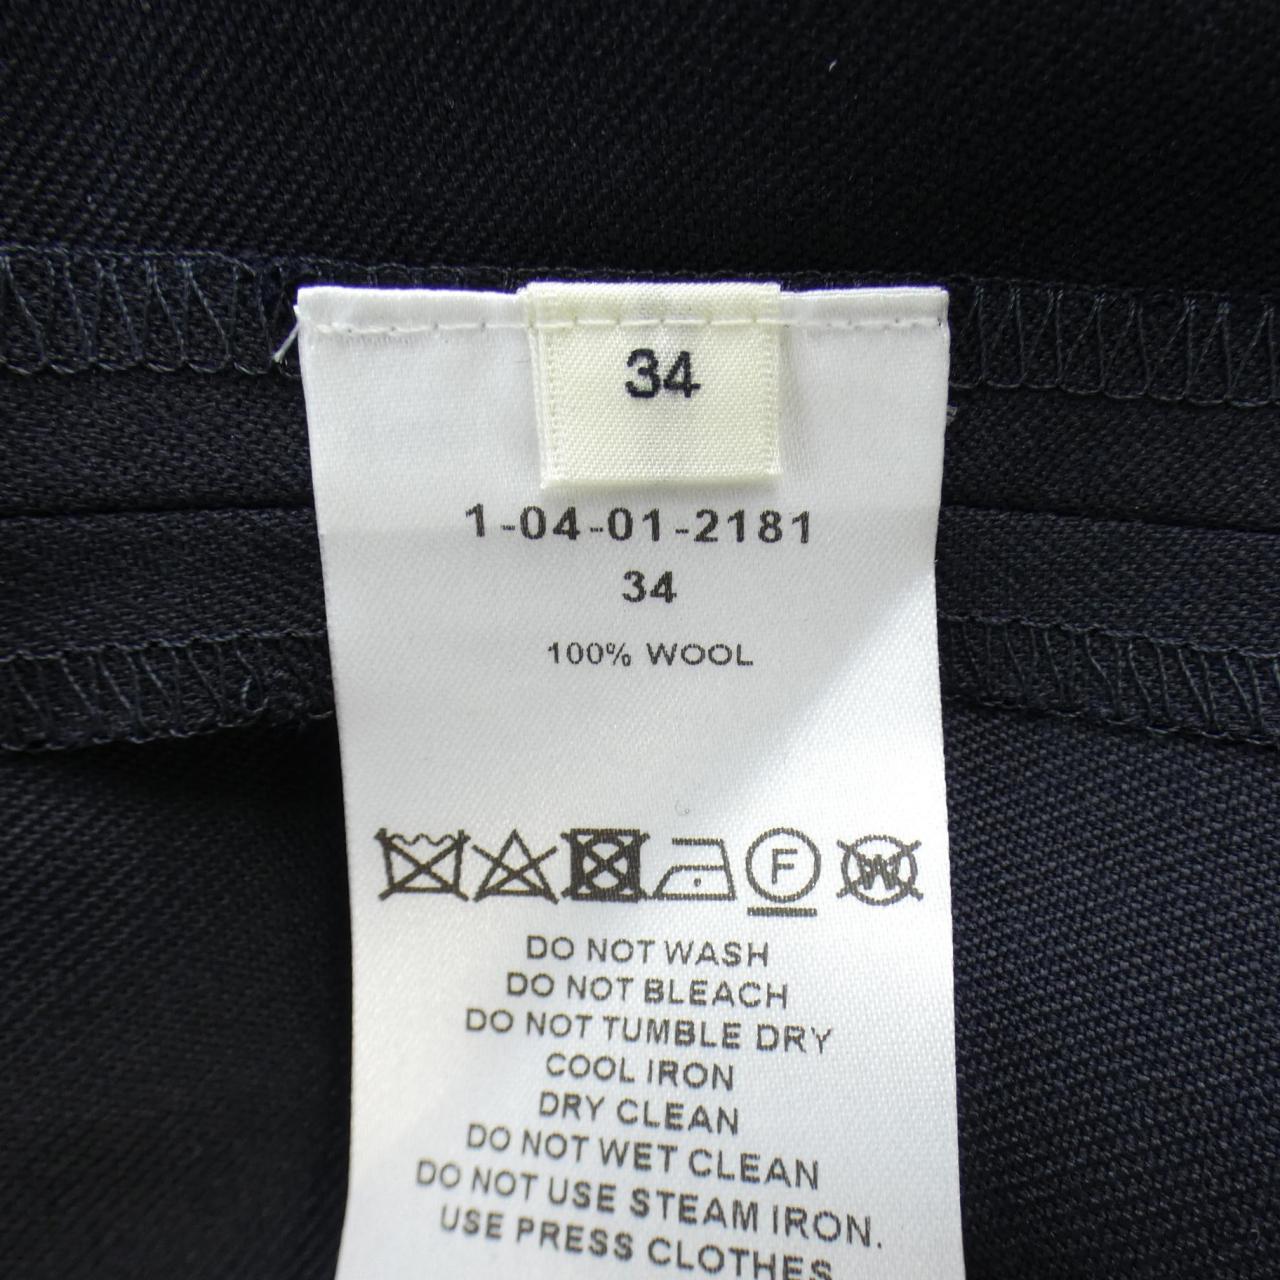 34
1-04-01-2181
34
100% WOOL
F W
DO NOT WASH
DO NOT BLEACH
DO NOT TUMBLE DRY
COOL IRON
DRY CLEAN
DO NOT WET CLEAN
DO NOT USE STEAM IRON.
USE PRESS CLOTHES